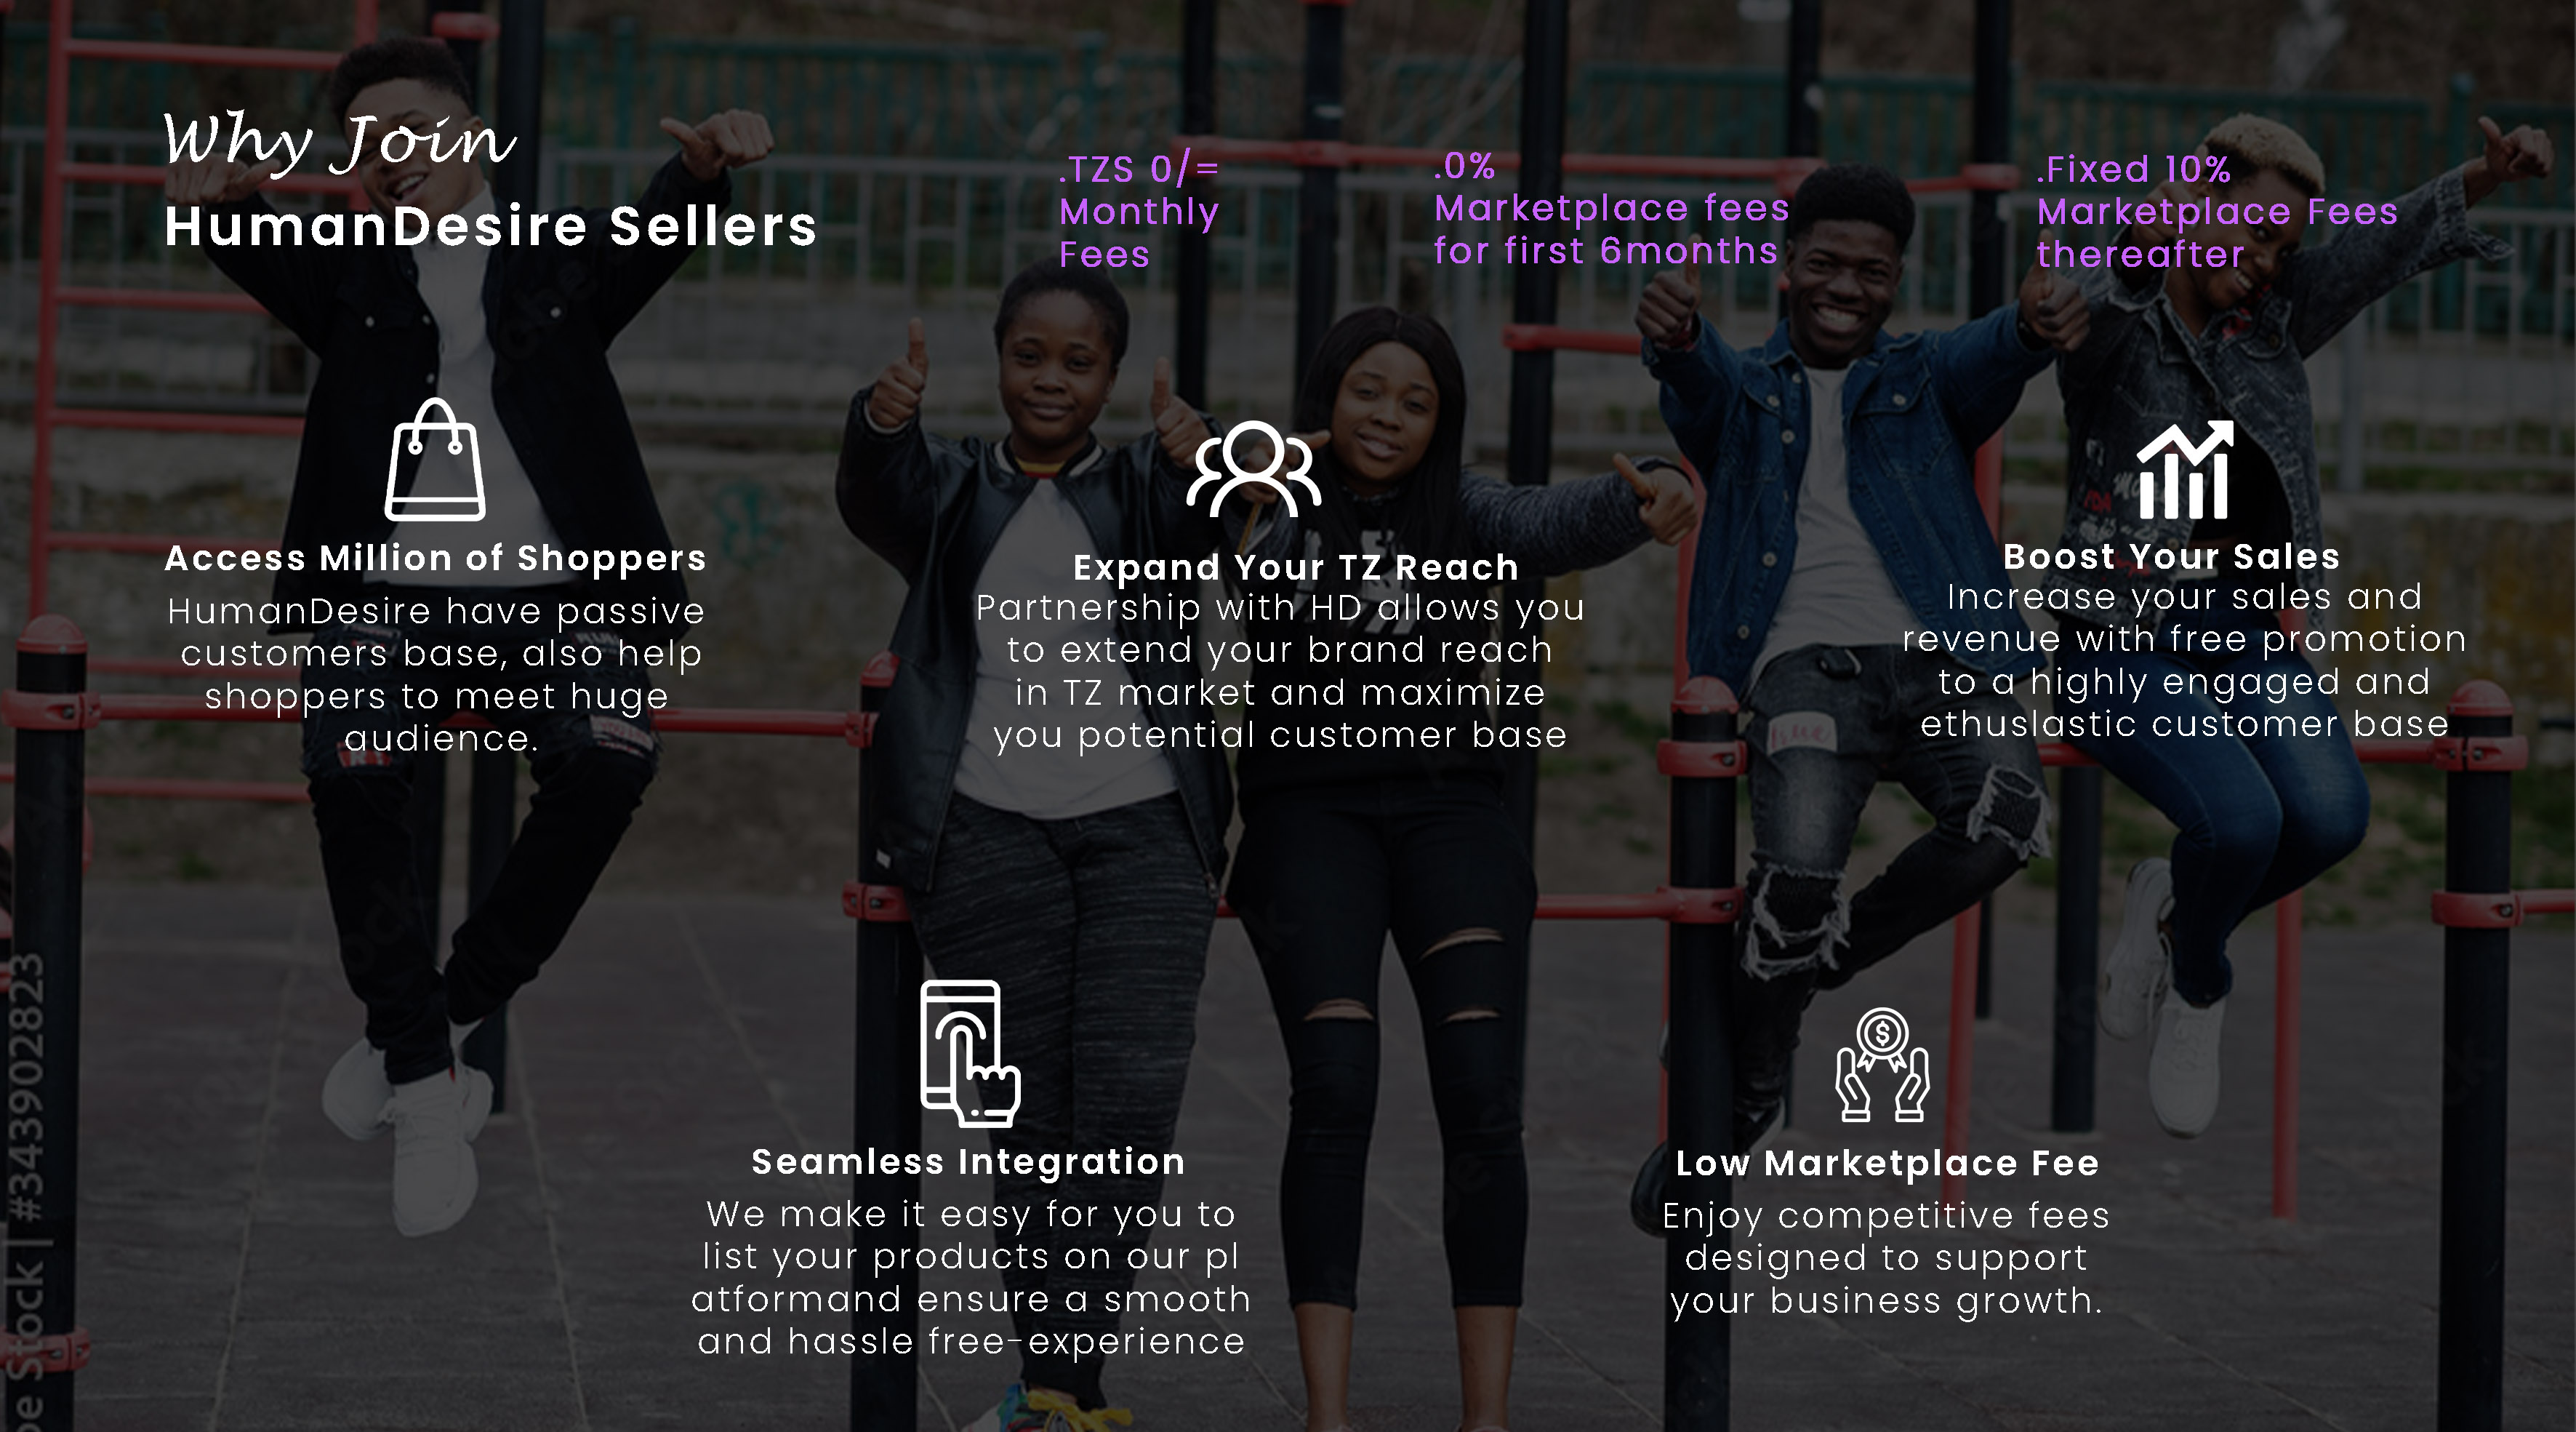 Why Join
HumanDesire Sellers
.TZS 0/=
Monthly
Fees
.0%
Marketplace fees
for first 6months
.Fixed 10%
Marketplace Fees
thereafter
Access Million of Shoppers
HumanDesire have passive
customers base, also help
shoppers to meet huge
audience.
Expand Your TZ Reach
Partnership with HD allows you
to extend your brand reach
in TZ market and maximize
you potential customer base
Boost Your Sales
Increase your sales and
revenue with free promotion
to a highly engaged and
ethuslastic customer base
Seamless Integration
We make it easy for you to
list your products on our pl
atformand ensure a smooth
and hassle free-experience
$
Low Marketplace Fee
Enjoy competitive fees
designed to support
your business growth.
Stock | #343902823